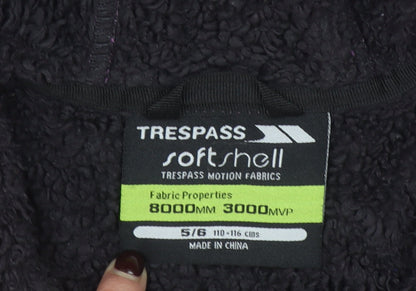 TRESPASS
softshell
TRESPASS MOTION FABRICS
Fabric Properties
8000MM 3000MVP
5/6 110-116 cms
MADE IN CHINA